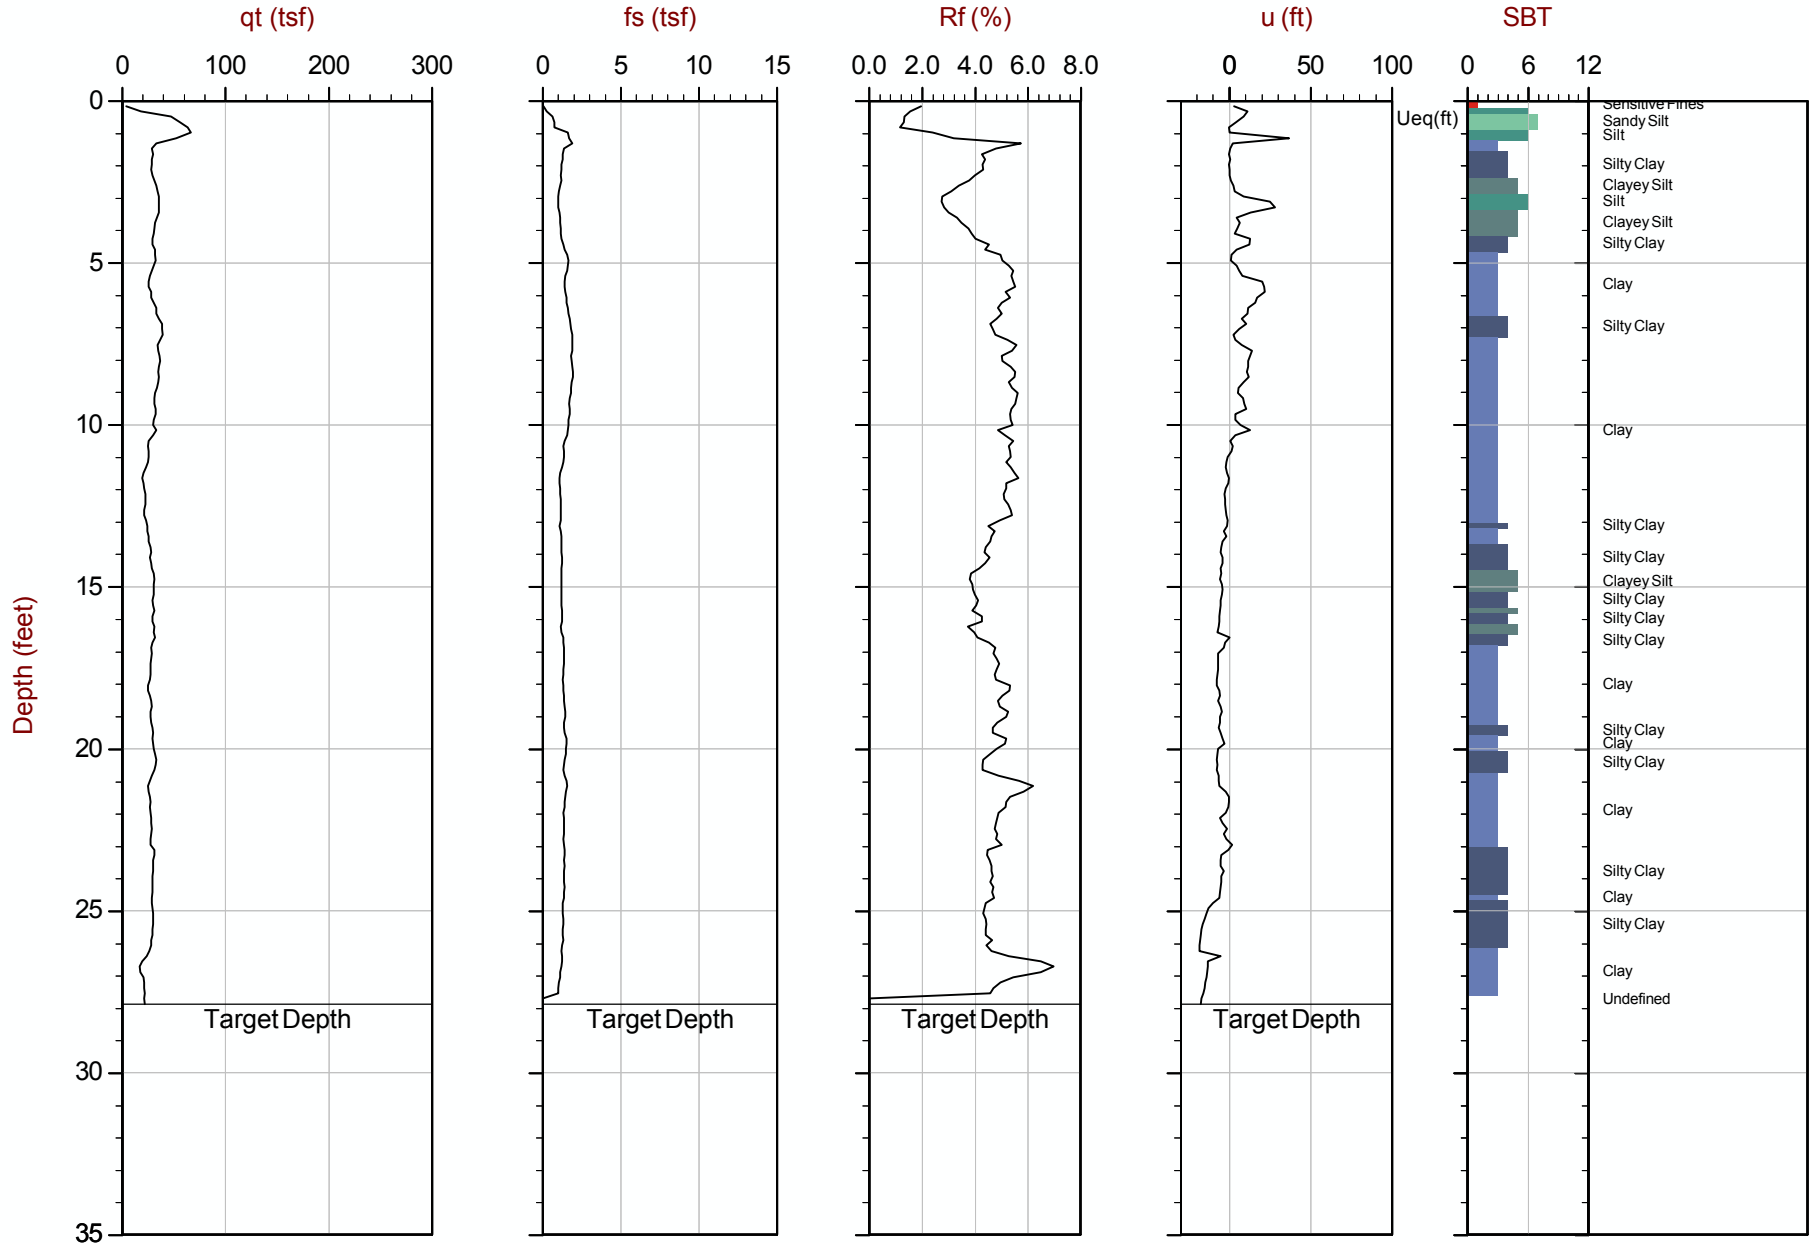 qt (tsf) fs (tsf) Rf (%) u (ft) SBT
0 100 200 300 0 5 10 15 0.0 2.0 4.0 6.0 8.0 0 50 100 0 6 12
0
Sensitive Fines
Ueq(ft)
Sandy Silt
Silt
Silty Clay
Clayey Silt
Silt
Clayey Silt
Silty Clay
5
Clay
Silty Clay
10
Clay
Silty Clay
Silty Clay
Clayey Silt
15
Silty Clay
Silty Clay
Silty Clay
Depth (feet)
Clay
Silty Clay
Clay
20
Silty Clay
Clay
Silty Clay
Clay
25
Silty Clay
Clay
Undefined
Target Depth Target Depth Target Depth Target Depth
30
35